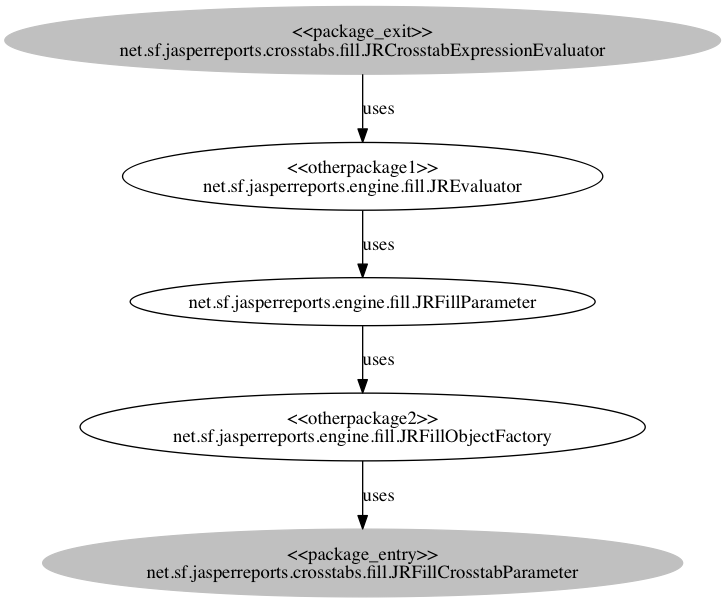 <<package_exit>>
net.sf.jasperreports.crosstabs.fill.JRCrosstabExpressionEvaluator
uses
<<otherpackage1>>
net.sf.jasperreports.engine.fill.JREvaluator
uses
net.sf.jasperreports.engine.fill.JRFillParameter
uses
<<otherpackage2>>
net.sf.jasperreports.engine.fill.JRFillObjectFactory
uses
<<package_entry>>
net.sf.jasperreports.crosstabs.fill.JRFillCrosstabParameter